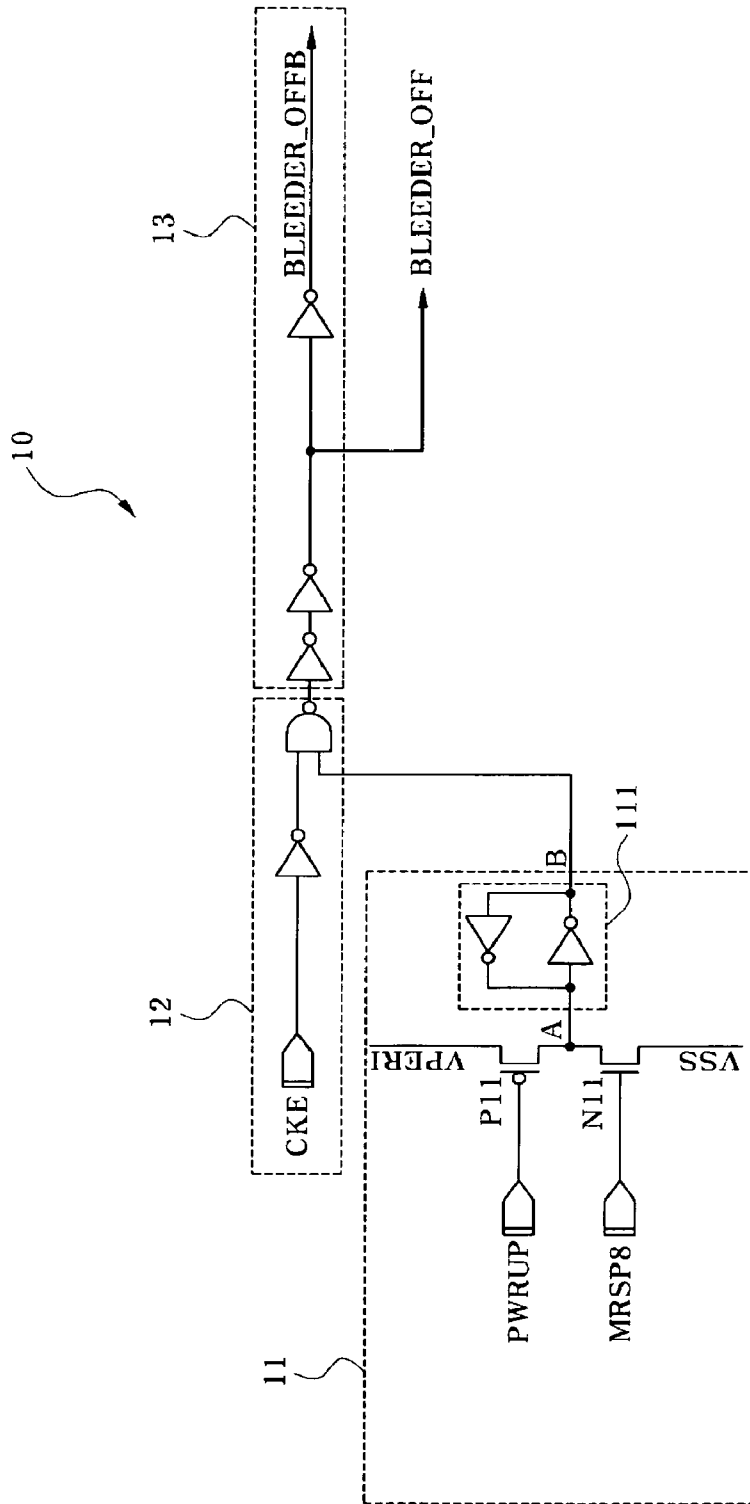 10
12
13
CKE
BLEEDER_OFFB
BLEEDER_OFF
11
PWRUP
MRSP8
VPERI
P11
A
N11
VSS
B
111